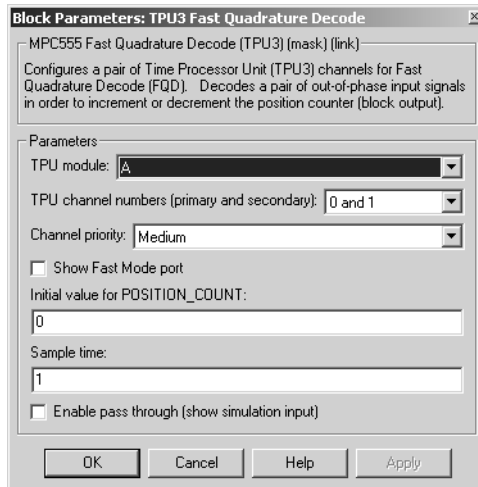 Block Parameters: TPU3 Fast Quadrature Decode
MPC555 Fast Quadrature Decode (TPU3) (mask) (link)
Configures a pair of Time Processor Unit (TPU3) channels for Fast
Quadrature Decode (FQD). Decodes a pair of out-of-phase input signals
in order to increment or decrement the position counter (block output).
Parameters
TPU module: A
TPU channel numbers (primary and secondary): 0 and 1
Channel priority: Medium
Show Fast Mode port
Initial value for POSITION_COUNT:
0
Sample time:
1
Enable pass through (show simulation input)
OK Cancel Help Apply